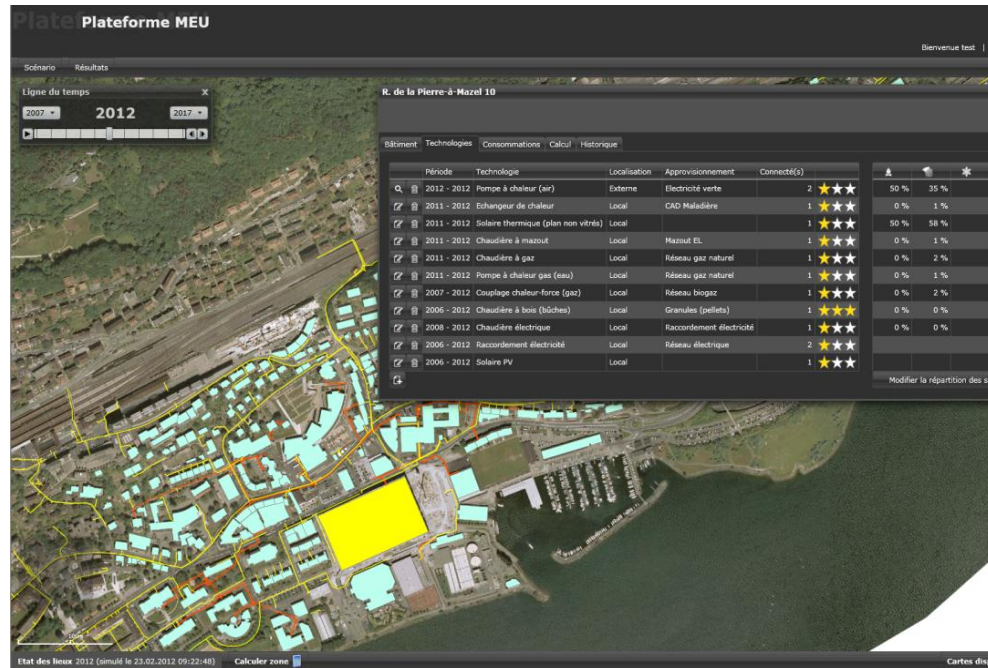 Plateforme MEU
Bienvenue test |
Scénario Résultats
Ligne du temps x
2007 2012 2017
R. de la Pierre-à-Mazel 10
Bâtiment Technologies Consommations Calcul Historique
Période Technologie Localisation Approvisionnement Connecté(s)
2012 - 2012 Pompe à chaleur (air) Externe Electricité verte 2 50 % 35 %
2011 - 2012 Echangeur de chaleur Local CAD Maladière 1 0 % 1 %
2011 - 2012 Solaire thermique (plan non vitrés) Local 1 50 % 58 %
2011 - 2012 Chaudière à mazout Local Mazout EL 1 0 % 1 %
2011 - 2012 Chaudière à gaz Local Réseau gaz naturel 1 0 % 2 %
2011 - 2012 Pompe à chaleur gas (eau) Local Réseau gaz naturel 1 0 % 1 %
2007 - 2012 Couplage chaleur-force (gaz) Local Réseau biogaz 1 0 % 2 %
2006 - 2012 Chaudière à bois (bûches) Local Granules (pellets) 1 0 % 0 %
2008 - 2012 Chaudière électrique Local Raccordement électricité 1 0 % 0 %
2006 - 2012 Raccordement électricité Local Réseau électrique 2
2006 - 2012 Solaire PV Local 1
Modifier la répartition des s
100m
Etat des lieux 2012 (simulé le 23.02.2012 09:22:48) Calculer zone Cartes disp